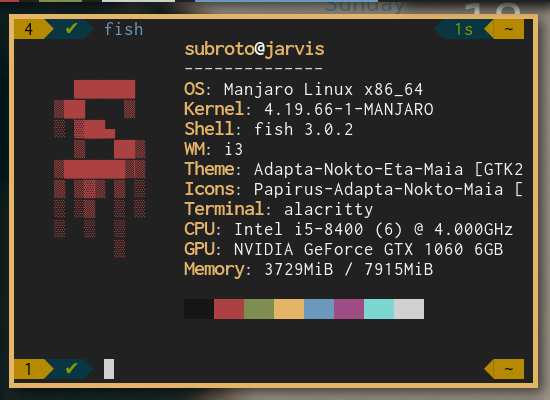 Sunday
4 ✔ fish 1s ~
subroto@jarvis
--------------
OS: Manjaro Linux x86_64
Kernel: 4.19.66-1-MANJARO
Shell: fish 3.0.2
WM: i3
Theme: Adapta-Nokto-Eta-Maia [GTK2
Icons: Papirus-Adapta-Nokto-Maia [
Terminal: alacritty
CPU: Intel i5-8400 (6) @ 4.000GHz
GPU: NVIDIA GeForce GTX 1060 6GB
Memory: 3729MiB / 7915MiB
1 ✔ ~